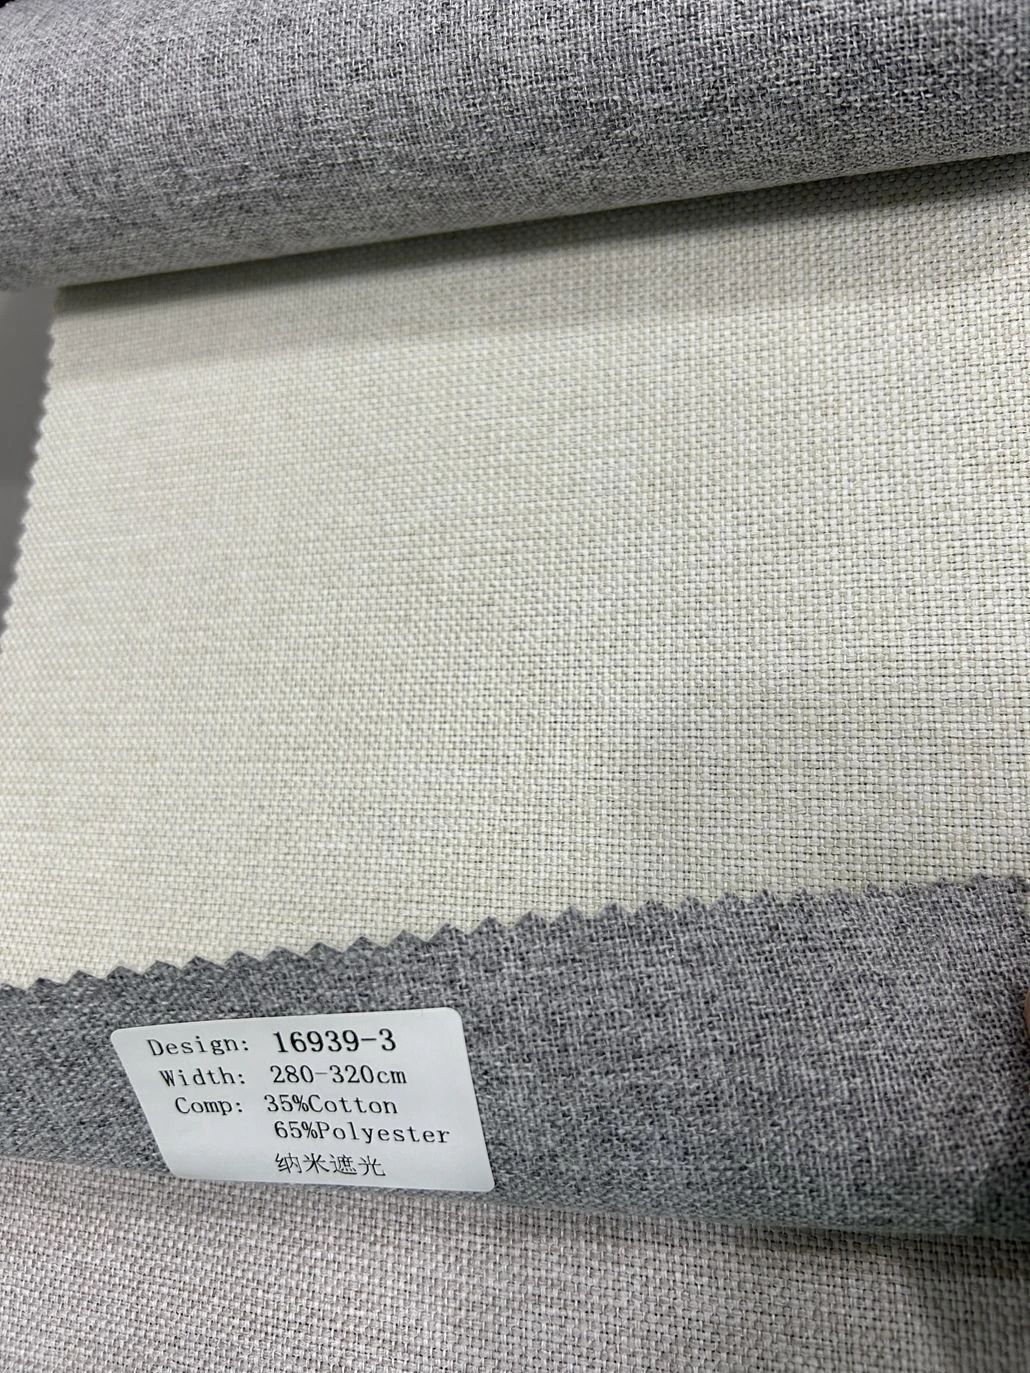 Design: 16939-3
Width: 280-320cm
Comp: 35%Cotton
65%Polyester
纳米遮光